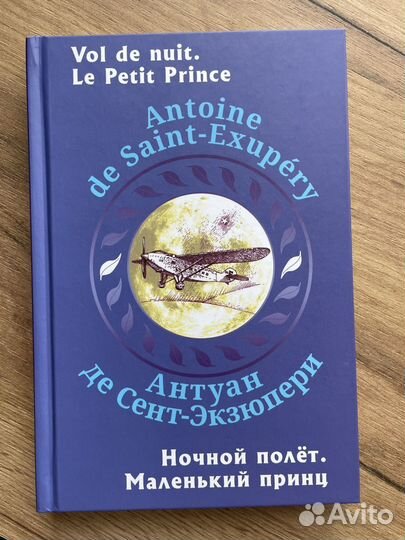 Vol de nuit.
Le Petit Prince
Antoine
de Saint-Exupéry
Антуан
де Сент-Экзюпери
Ночной полёт.
Маленький принц
Avito